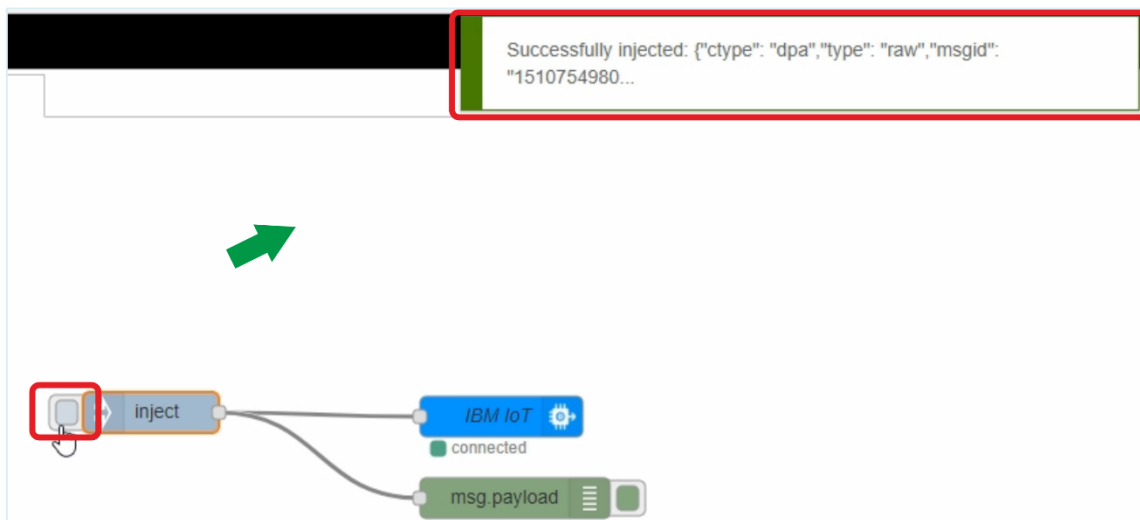 Successfully injected: {"ctype": "dpa","type": "raw","msgid":
"1510754980...
inject
IBM IoT
connected
msg.payload